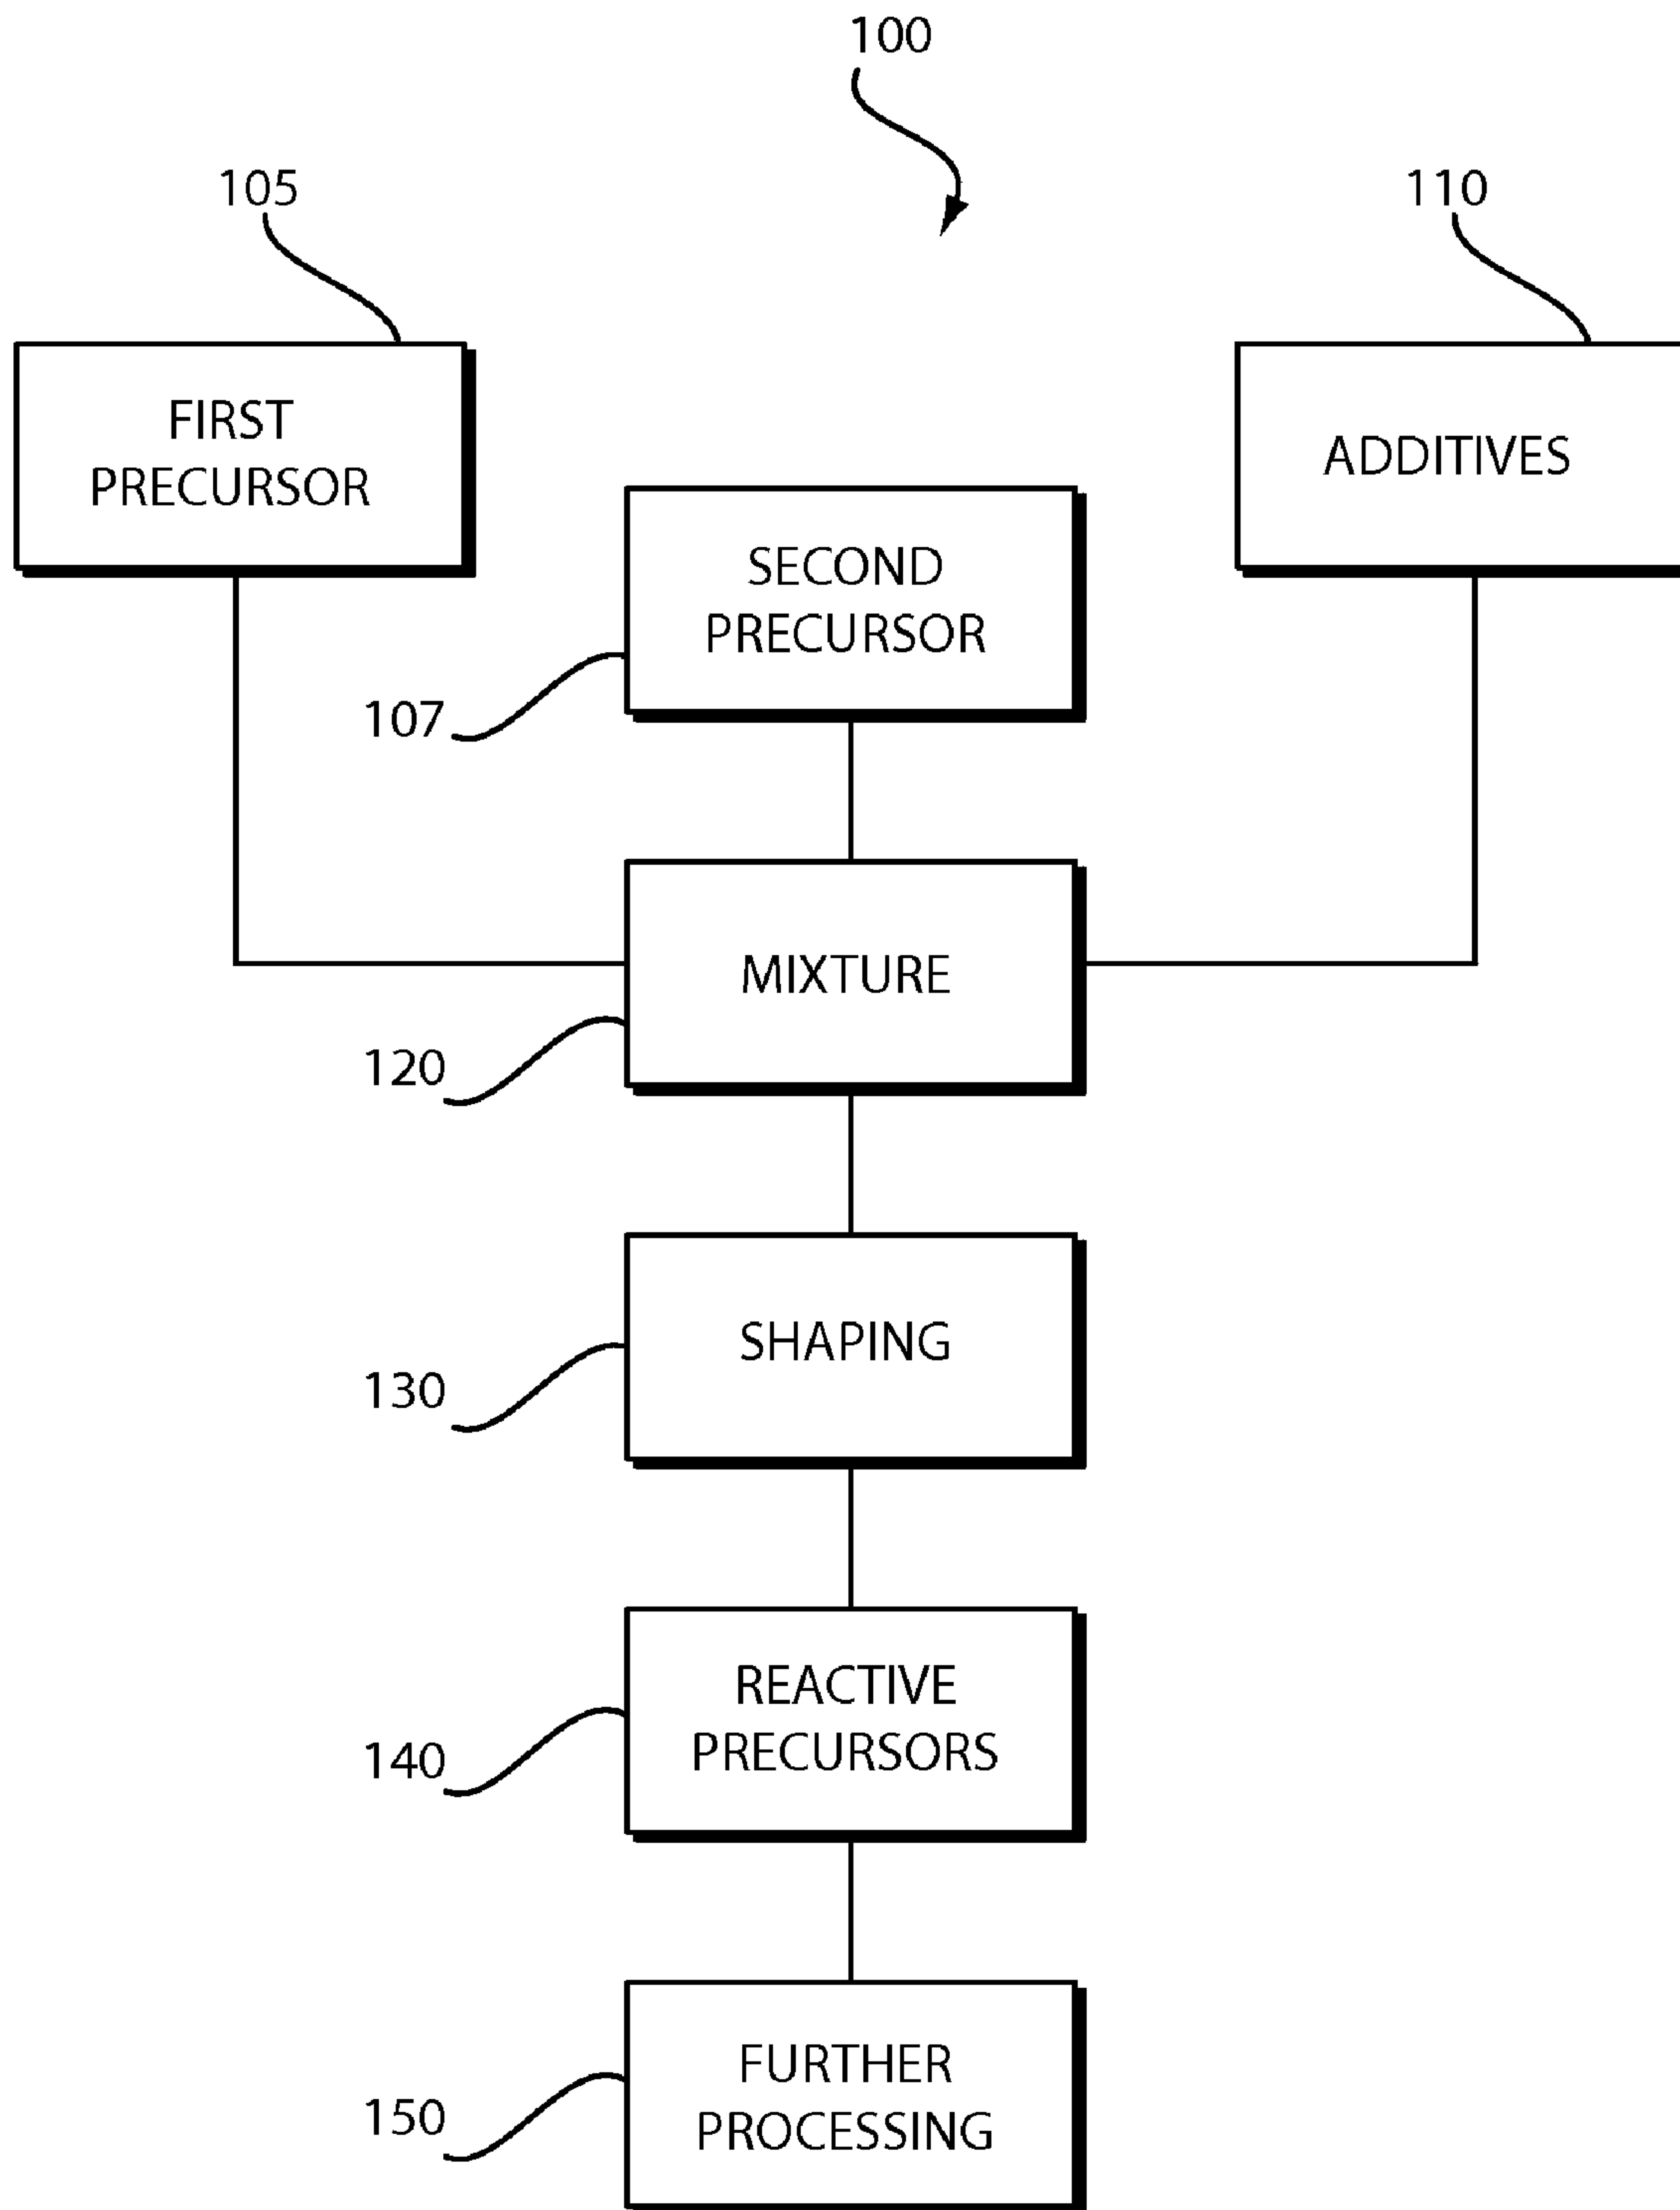 100
105
110
FIRST
PRECURSOR
ADDITIVES
SECOND
PRECURSOR
107
MIXTURE
120
SHAPING
130
REACTIVE
PRECURSORS
140
FURTHER
PROCESSING
150